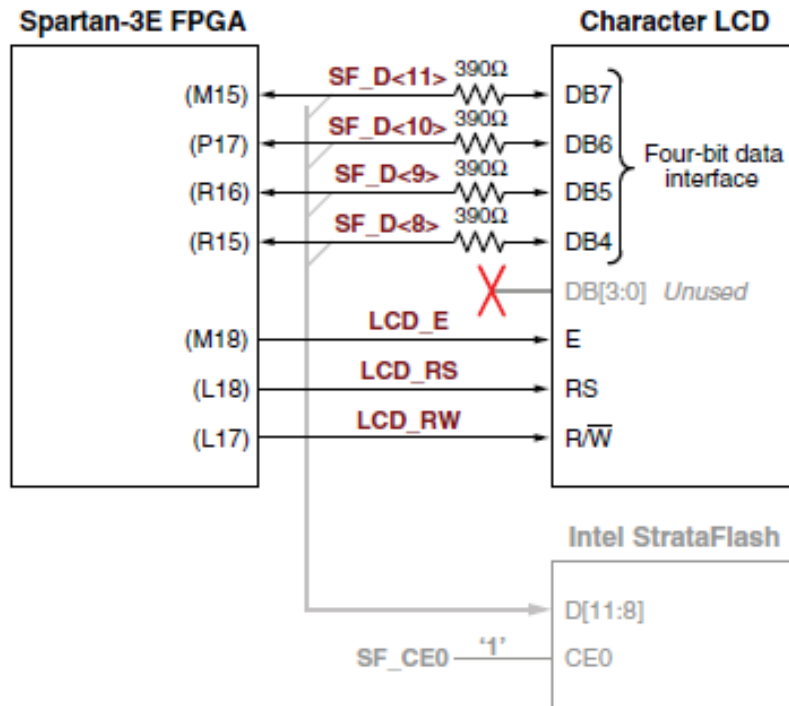 Spartan-3E FPGA
Character LCD
(M15) SF_D<11> 390Ω DB7
(P17) SF_D<10> 390Ω DB6
(R16) SF_D<9> 390Ω DB5
(R15) SF_D<8> 390Ω DB4
Four-bit data
interface
DB[3:0] Unused
(M18) LCD_E E
(L18) LCD_RS RS
(L17) LCD_RW R/W̅
Intel StrataFlash
D[11:8]
SF_CE0 ‘1’ CE0